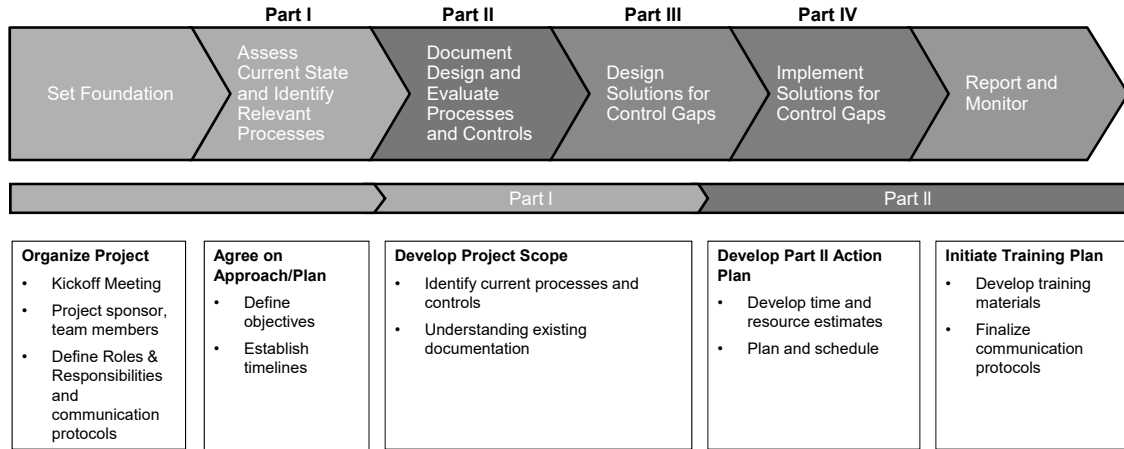 Part I
Part II
Part III
Part IV
Set Foundation
Assess
Current State
and Identify
Relevant
Processes
Document
Design and
Evaluate
Processes
and Controls
Design
Solutions for
Control Gaps
Implement
Solutions for
Control Gaps
Report and
Monitor
Part I
Part II
Organize Project
• Kickoff Meeting
• Project sponsor,
team members
• Define Roles &
Responsibilities
and
communication
protocols
Agree on
Approach/Plan
• Define
objectives
• Establish
timelines
Develop Project Scope
• Identify current processes and
controls
• Understanding existing
documentation
Develop Part II Action
Plan
• Develop time and
resource estimates
• Plan and schedule
Initiate Training Plan
• Develop training
materials
• Finalize
communication
protocols